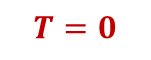 T = 0